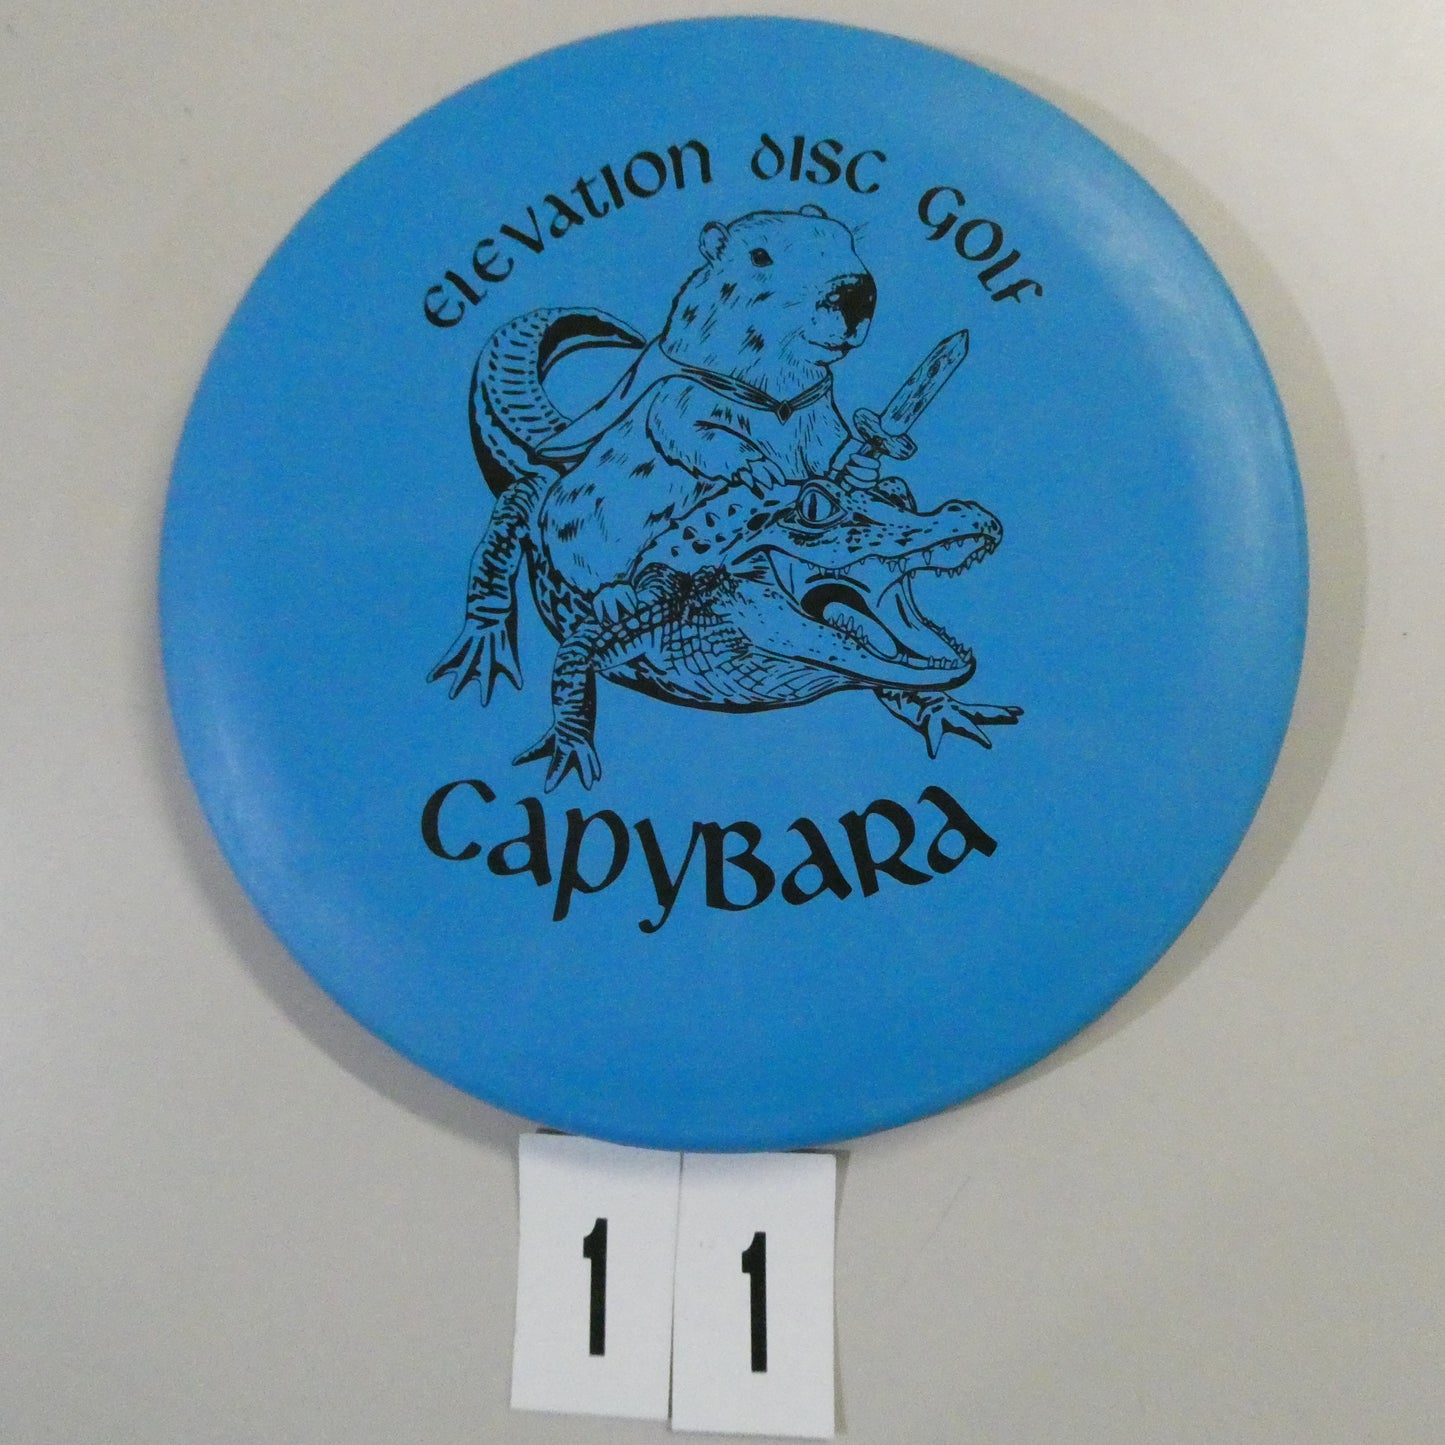 ELEVATION DISC GOLF
CAPYBARA
1 1